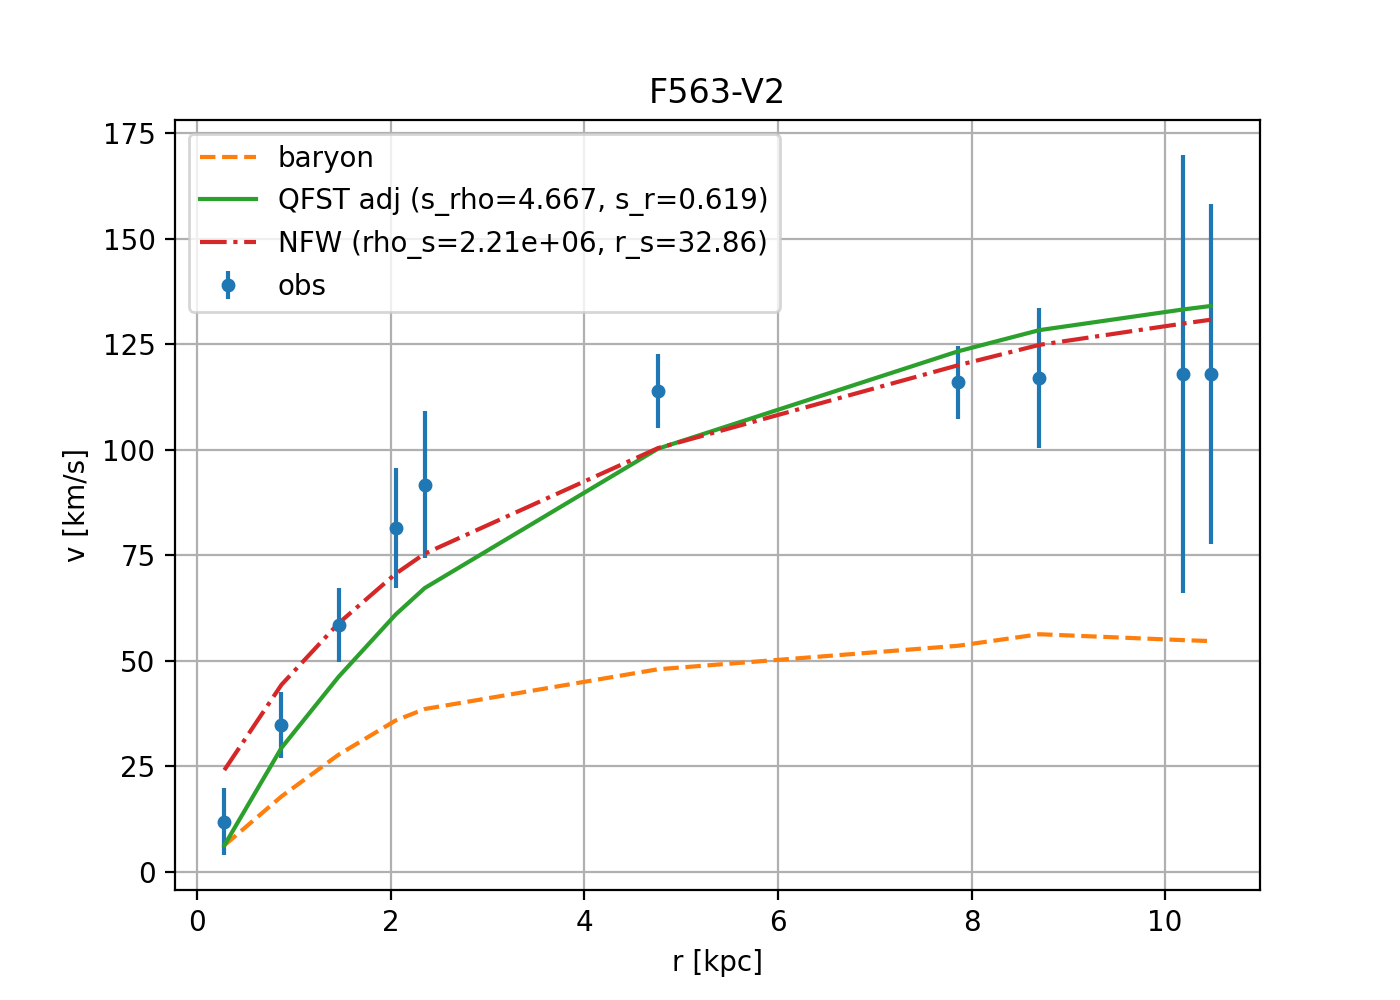 F563-V2
175
150
125
100
75
50
25
0
v [km/s]
baryon
QFST adj (s_rho=4.667, s_r=0.619)
NFW (rho_s=2.21e+06, r_s=32.86)
obs
0 2 4 6 8 10
r [kpc]